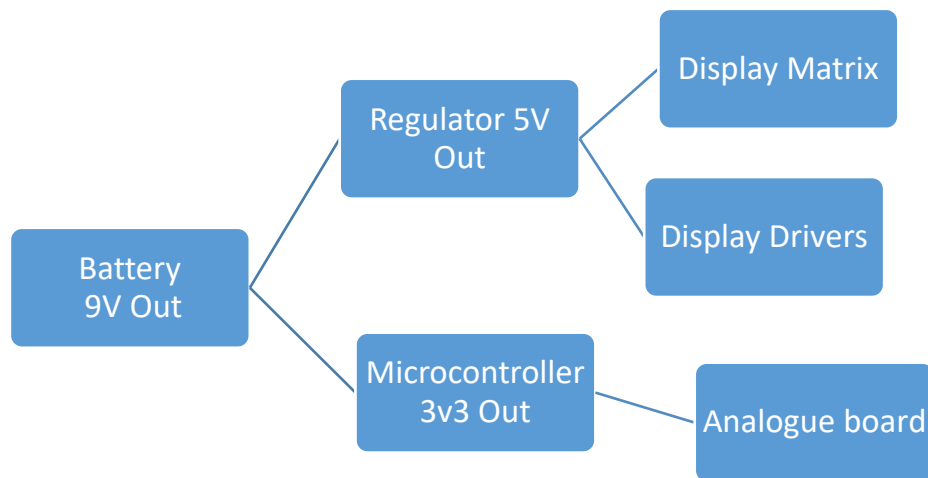 Battery
9V Out
Regulator 5V
Out
Display Matrix
Display Drivers
Microcontroller
3v3 Out
Analogue board